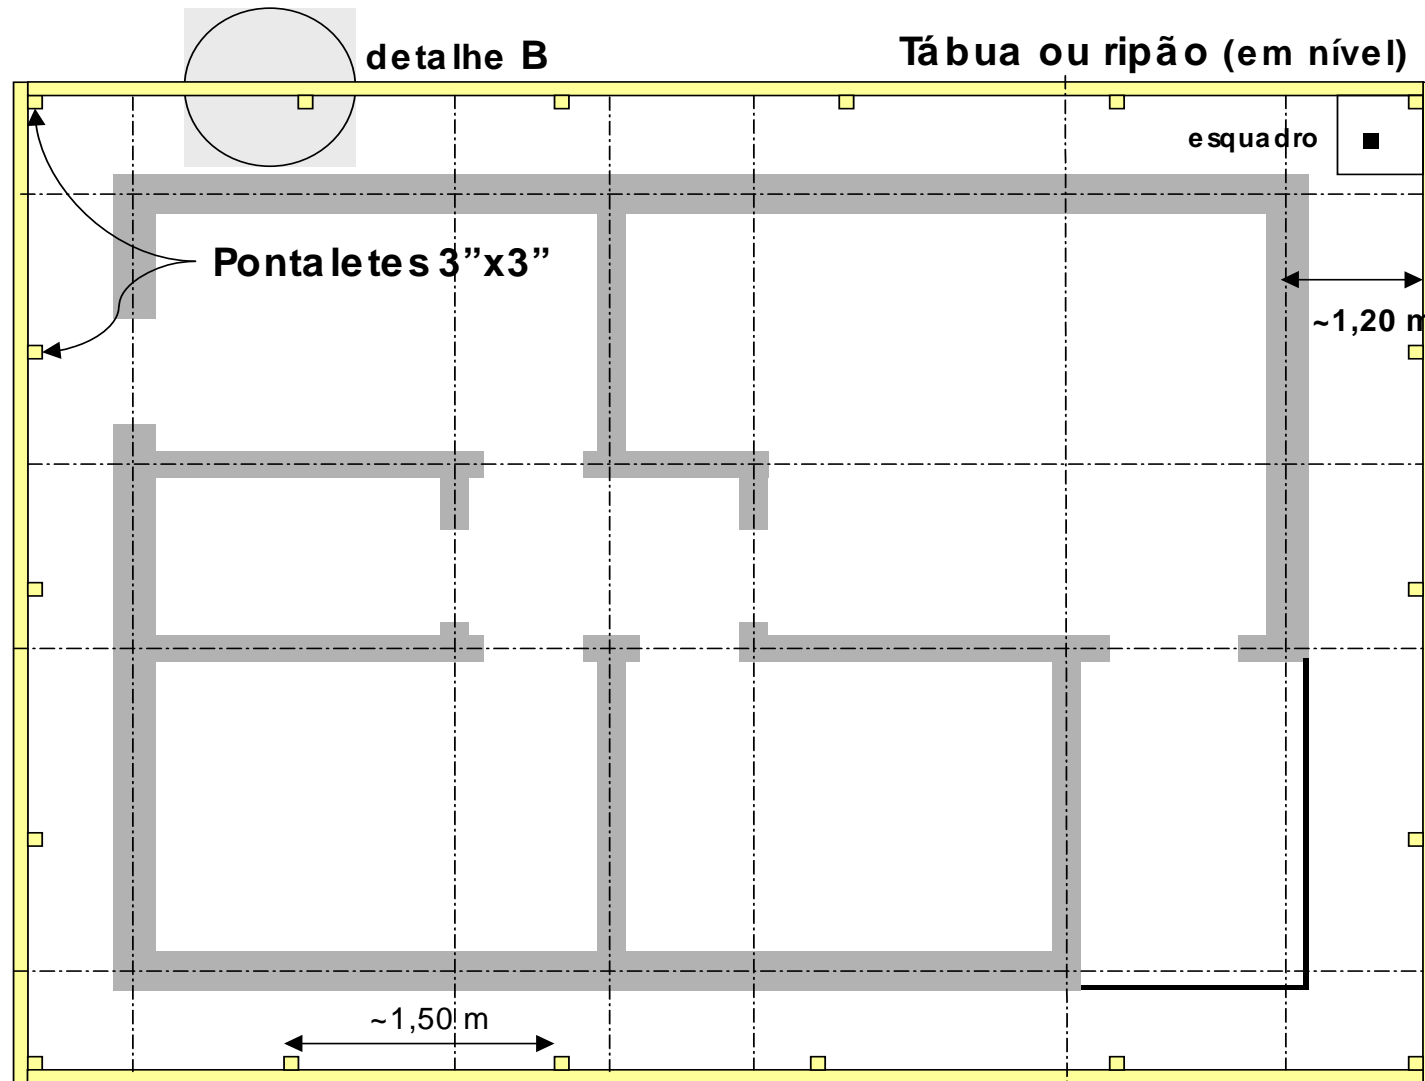 detalhe B
Tábua ou ripão (em nível)
esquadro
Pontaletes 3”x3”
~1,20 m
~1,50 m